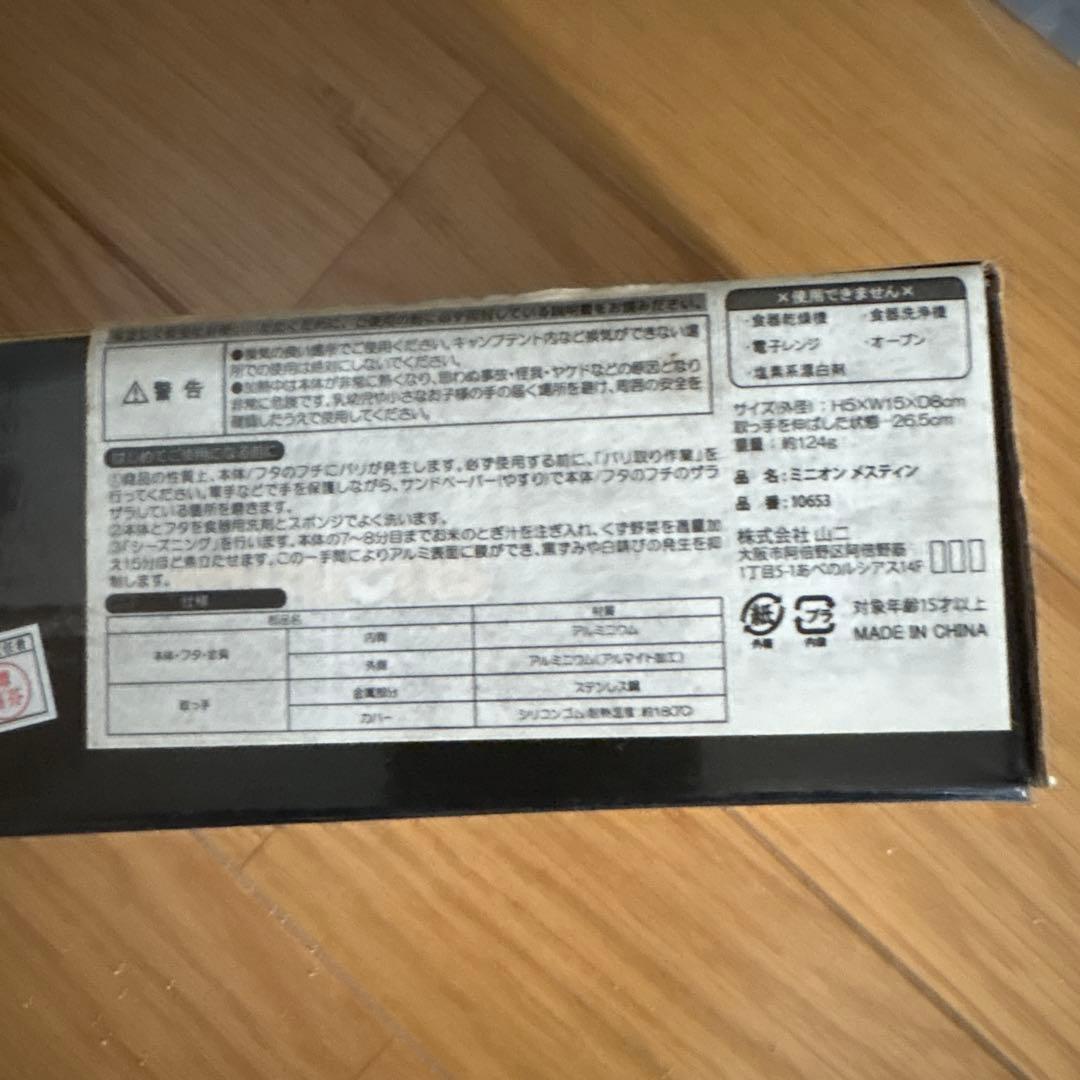 ご使用の前に必ず同封している説明書をお読みください。
警告
●換気の良い場所でご使用ください。キャンプテント内など換気ができない場
所での使用は絶対にしないでください。
●加熱中は本体が非常に熱くなり、思わぬ事故・怪我・ヤケドなどの原因となり
非常に危険です。乳幼児や小さなお子様の手の届く場所を避け、周囲の安全を
確認したうえで使用してください。
はじめてご使用になる前に
①商品の性質上、本体/フタのフチにバリが発生します。必ず使用する前に、「バリ取り作業」を
行ってください。軍手などで手を保護しながら、サンドペーパー(やすり)で本体/フタのフチのザラ
ザラしている箇所を磨きます。
②本体とフタを食器用洗剤とスポンジでよく洗います。
③「シーズニング」を行います。本体の7〜8分目までお米のとぎ汁を注ぎ入れ、くず野菜を適量加
え15分ほど煮立たせます。この一手間によりアルミ表面に膜ができ、黒ずみや白錆びの発生を抑
制します。
仕様
部品名 材質
本体・フタ・金具 内面 アルミニウム
外面 アルミニウム(アルマイト加工)
取っ手 金属部分 ステンレス鋼
カバー シリコンゴム(耐熱温度:約180℃)
×使用できません×
・食器乾燥機 ・食器洗浄機
・電子レンジ ・オーブン
・塩素系漂白剤
サイズ(外径):H5×W15×D8cm
取っ手を伸ばした状態…26.5cm
重量:約124g
品 名:ミニオン メスティン
品 番:10653
株式会社 山二
大阪市阿倍野区阿倍野筋
1丁目5-1あべのルシアス14F
紙 プラ
外箱 内袋
対象年齢15才以上
MADE IN CHINA